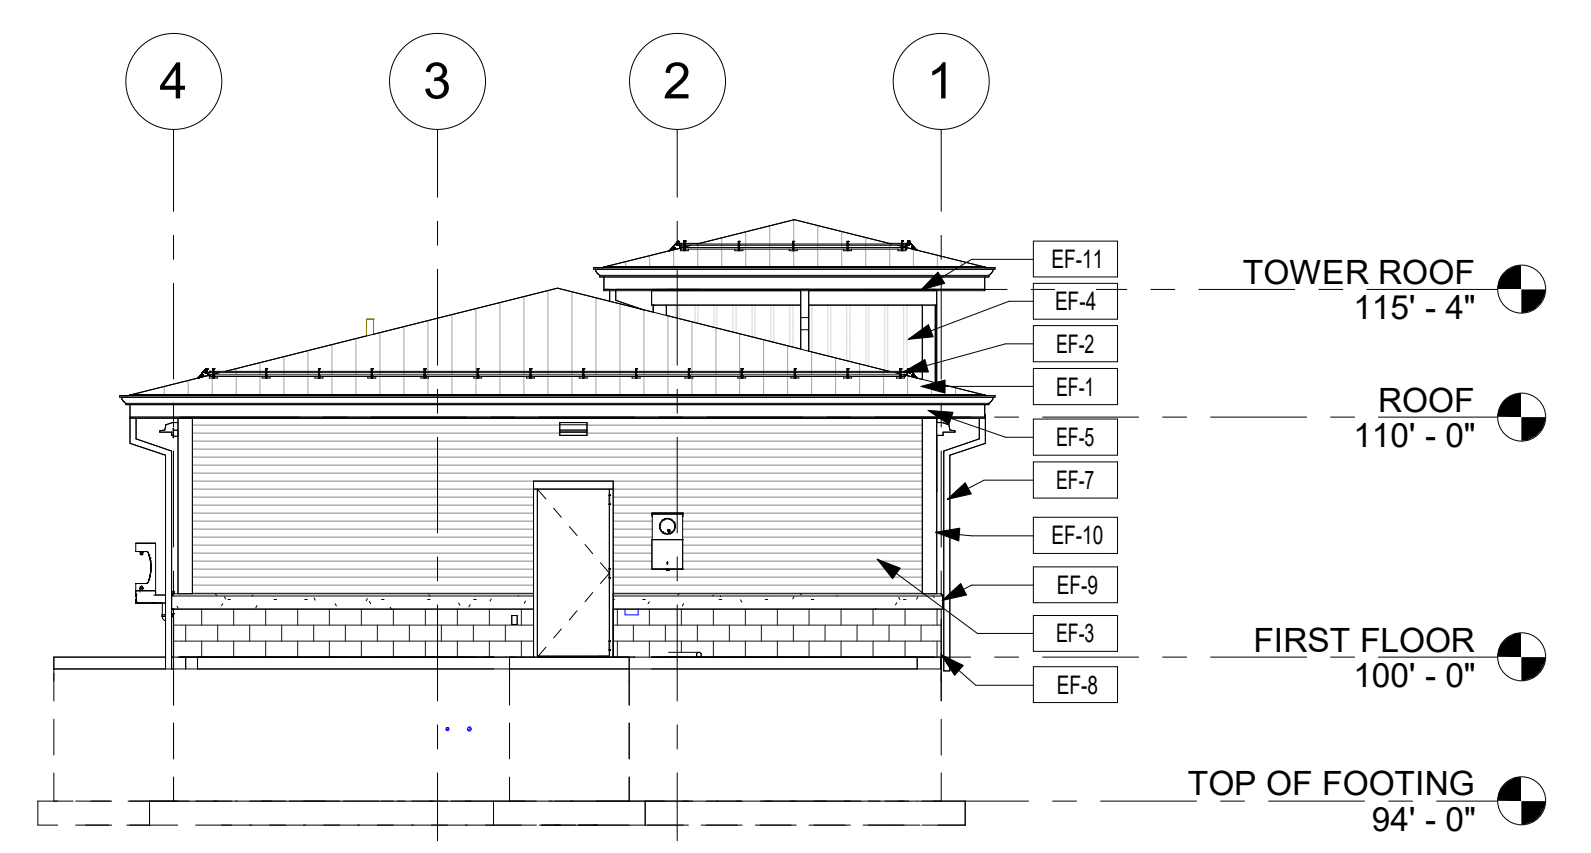 4 3 2 1
EF-11
TOWER ROOF
115' - 4"
EF-4
EF-2
EF-1
ROOF
110' - 0"
EF-5
EF-7
EF-10
EF-9
EF-3
FIRST FLOOR
100' - 0"
EF-8
TOP OF FOOTING
94' - 0"